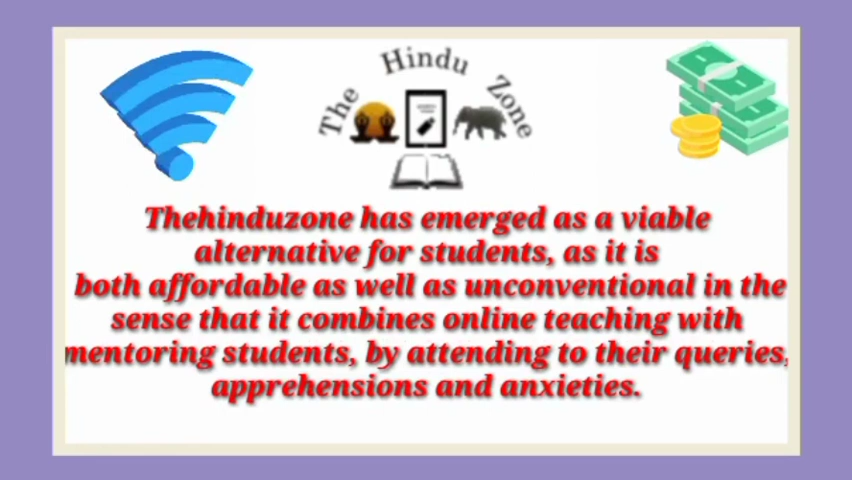 The Hindu Zone
Thehinduzone has emerged as a viable
alternative for students, as it is
both affordable as well as unconventional in the
sense that it combines online teaching with
mentoring students, by attending to their queries,
apprehensions and anxieties.